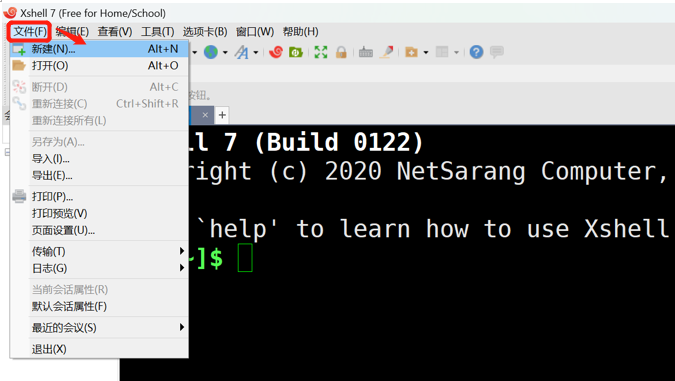 Xshell 7 (Free for Home/School)
文件(F) 编辑(E) 查看(V) 工具(T) 选项卡(B) 窗口(W) 帮助(H)
新建(N)... Alt+N
打开(O) Alt+O
断开(D) Alt+C
重新连接(C) Ctrl+Shift+R
重新连接所有(L)
按钮。
另存为(A)...
导入(I)...
导出(E)...
打印(P)...
打印预览(V)
页面设置(U)...
传输(T)
日志(G)
当前会话属性(R)
默认会话属性(F)
最近的会议(S)
退出(X)
ll 7 (Build 0122)
right (c) 2020 NetSarang Computer,
`help' to learn how to use Xshell
~]$